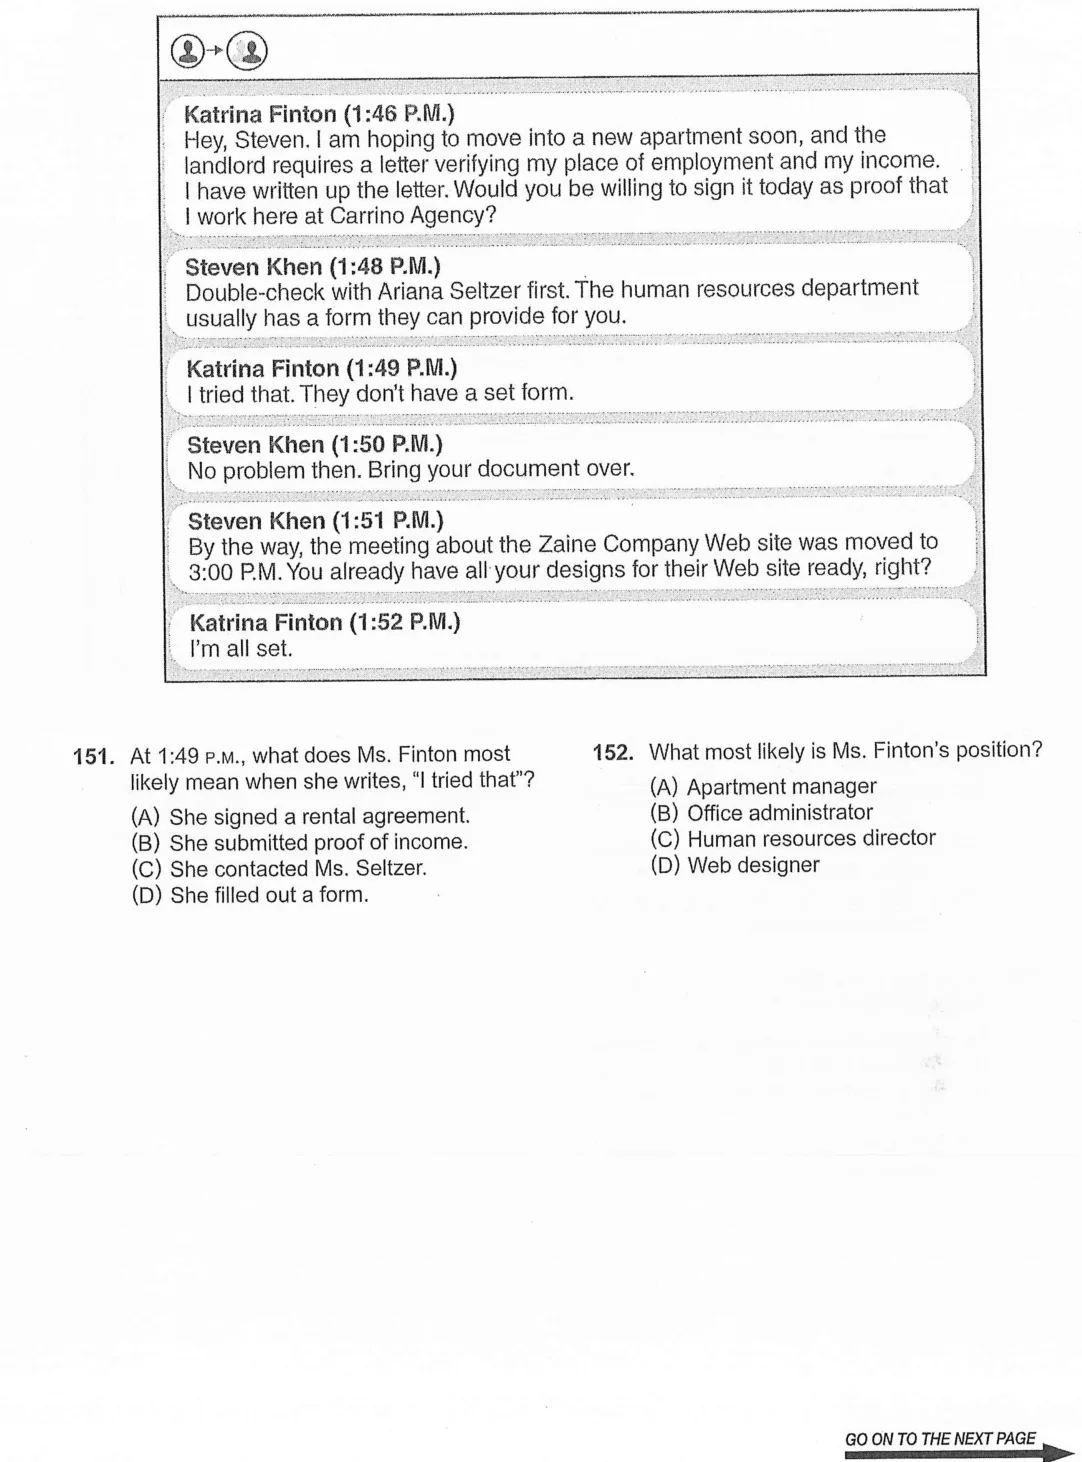 Katrina Finton (1:46 P.M.)
Hey, Steven. I am hoping to move into a new apartment soon, and the
landlord requires a letter verifying my place of employment and my income.
I have written up the letter. Would you be willing to sign it today as proof that
I work here at Carrino Agency?
Steven Khen (1:48 P.M.)
Double-check with Ariana Seltzer first. The human resources department
usually has a form they can provide for you.
Katrina Finton (1:49 P.M.)
I tried that. They don't have a set form.
Steven Khen (1:50 P.M.)
No problem then. Bring your document over.
Steven Khen (1:51 P.M.)
By the way, the meeting about the Zaine Company Web site was moved to
3:00 P.M. You already have all your designs for their Web site ready, right?
Katrina Finton (1:52 P.M.)
I'm all set.
151. At 1:49 P.M., what does Ms. Finton most
likely mean when she writes, "I tried that"?
(A) She signed a rental agreement.
(B) She submitted proof of income.
(C) She contacted Ms. Seltzer.
(D) She filled out a form.
152. What most likely is Ms. Finton's position?
(A) Apartment manager
(B) Office administrator
(C) Human resources director
(D) Web designer
GO ON TO THE NEXT PAGE